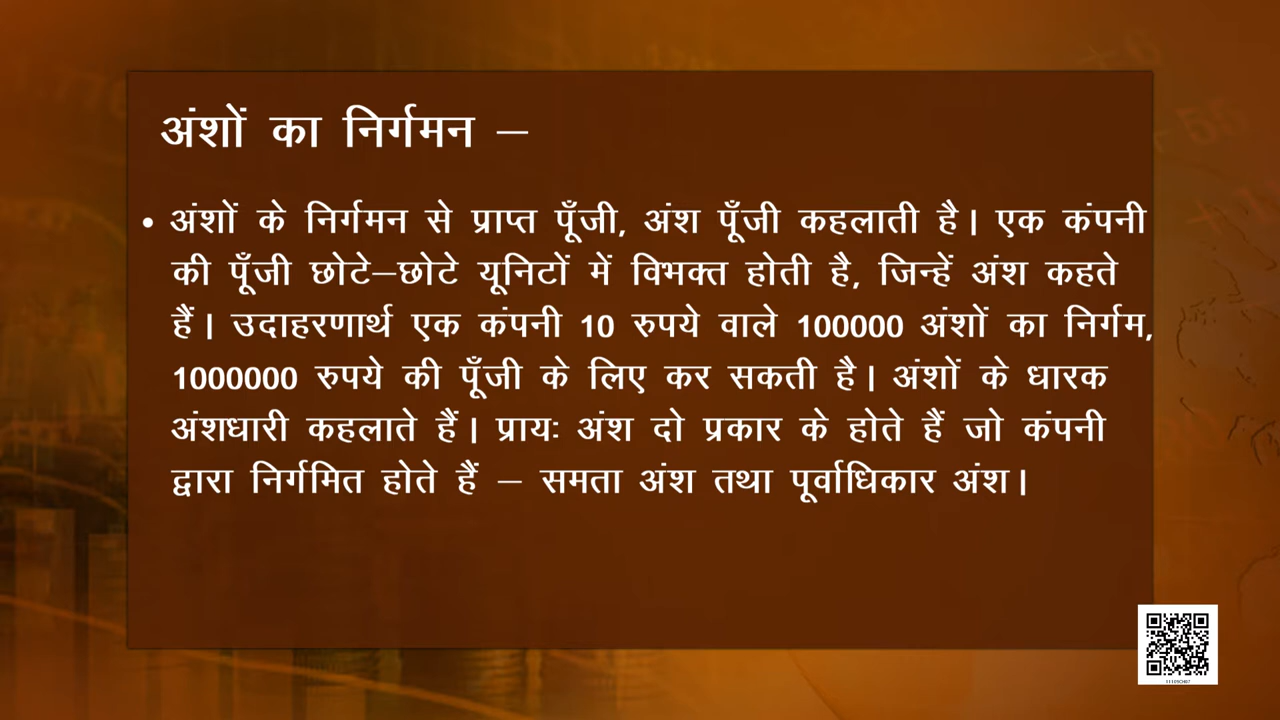 अंशों का निर्गमन –
• अंशों के निर्गमन से प्राप्त पूँजी, अंश पूँजी कहलाती है। एक कंपनी
की पूँजी छोटे–छोटे यूनिटों में विभक्त होती है, जिन्हें अंश कहते
हैं। उदाहरणार्थ एक कंपनी 10 रुपये वाले 100000 अंशों का निर्गम,
1000000 रुपये की पूँजी के लिए कर सकती है। अंशों के धारक
अंशधारी कहलाते हैं। प्रायः अंश दो प्रकार के होते हैं जो कंपनी
द्वारा निर्गमित होते हैं – समता अंश तथा पूर्वाधिकार अंश।